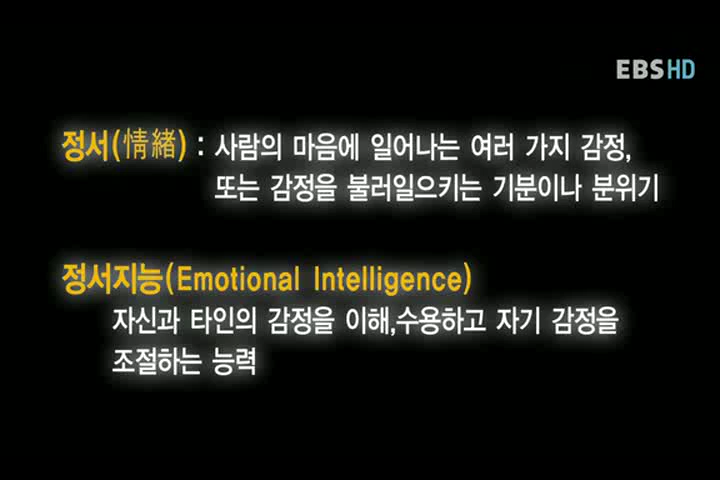 EBS HD
정서(情緖) : 사람의 마음에 일어나는 여러 가지 감정,
또는 감정을 불러일으키는 기분이나 분위기
정서지능(Emotional Intelligence)
자신과 타인의 감정을 이해,수용하고 자기 감정을
조절하는 능력